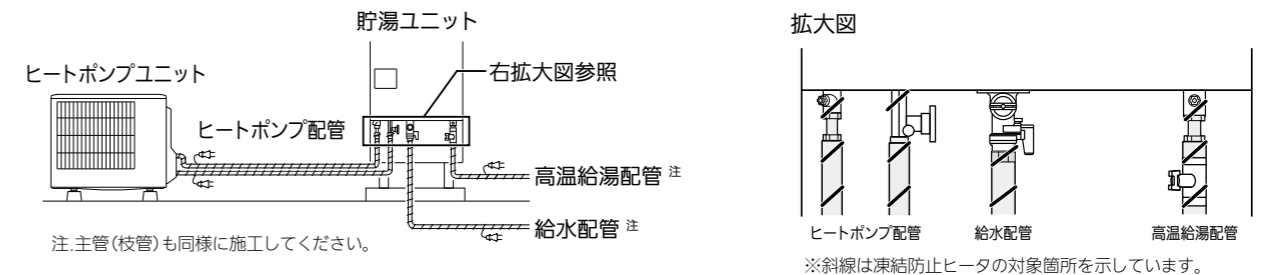 貯湯ユニット
ヒートポンプユニット
右拡大図参照
ヒートポンプ配管
高温給湯配管 注
給水配管 注
注.主管(枝管)も同様に施工してください。
拡大図
ヒートポンプ配管
給水配管
高温給湯配管
※斜線は凍結防止ヒータの対象箇所を示しています。